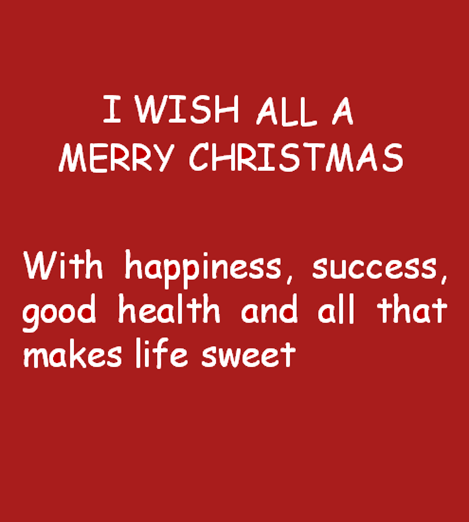 I WISH ALL A
MERRY CHRISTMAS
With happiness, success,
good health and all that
makes life sweet